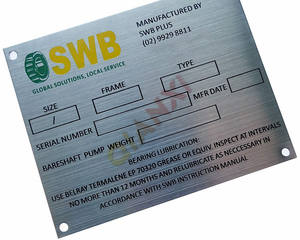 SWB
GLOBAL SOLUTIONS, LOCAL SERVICE
MANUFACTURED BY
SWB PLUS
(02) 9929 8811
SIZE
FRAME
TYPE
/
SERIAL NUMBER
MFR DATE
BARESHAFT PUMP WEIGHT
BEARING LUBRICATION:
USE BELRAY TERMALENE EP 70320 GREASE OR EQUIV. INSPECT AT INTERVALS
NO MORE THAN 12 MONTHS AND RELUBRICATE AS NECESSARY IN
ACCORDANCE WITH SWB INSTRUCTION MANUAL